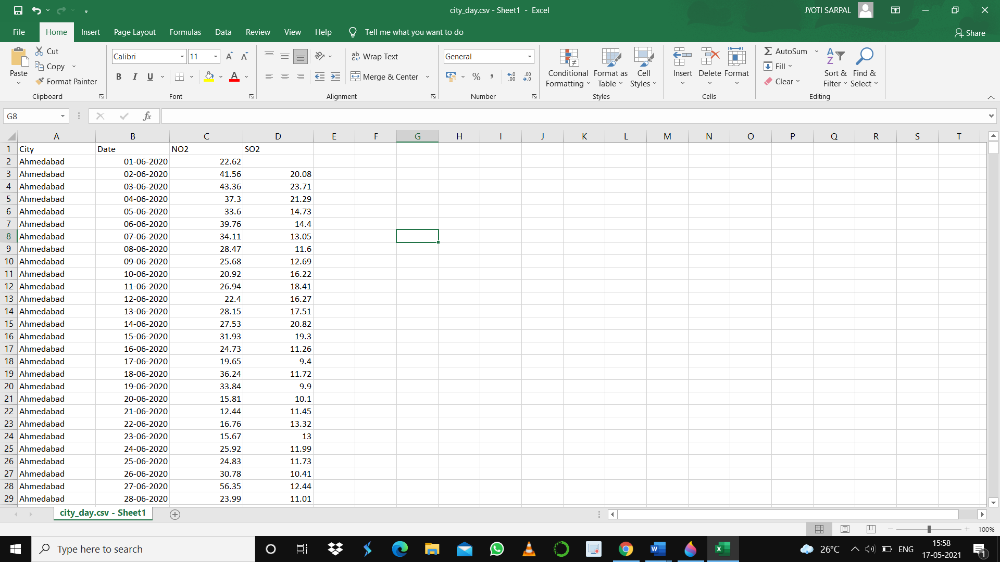 city_day.csv - Sheet1 - Excel
JYOTI SARPAL
File Home Insert Page Layout Formulas Data Review View Help Tell me what you want to do Share
Paste
Cut
Copy
Format Painter
Clipboard
Calibri 11
B I U
Font
Wrap Text
Merge & Center
Alignment
General
Number
Conditional Formatting
Format as Table
Cell Styles
Styles
Insert Delete Format
Cells
AutoSum
Fill
Clear
Sort & Filter
Find & Select
Editing
G8 fx
A B C D E F G H I J K L M N O P Q R S T
1 City Date NO2 SO2
2 Ahmedabad 01-06-2020 22.62
3 Ahmedabad 02-06-2020 41.56 20.08
4 Ahmedabad 03-06-2020 43.36 23.71
5 Ahmedabad 04-06-2020 37.3 21.29
6 Ahmedabad 05-06-2020 33.6 14.73
7 Ahmedabad 06-06-2020 39.76 14.4
8 Ahmedabad 07-06-2020 34.11 13.05
9 Ahmedabad 08-06-2020 28.47 11.6
10 Ahmedabad 09-06-2020 25.68 12.69
11 Ahmedabad 10-06-2020 20.92 16.22
12 Ahmedabad 11-06-2020 26.94 18.41
13 Ahmedabad 12-06-2020 22.4 16.27
14 Ahmedabad 13-06-2020 28.15 17.51
15 Ahmedabad 14-06-2020 27.53 20.82
16 Ahmedabad 15-06-2020 31.93 19.3
17 Ahmedabad 16-06-2020 24.73 11.26
18 Ahmedabad 17-06-2020 19.65 9.4
19 Ahmedabad 18-06-2020 36.24 11.72
20 Ahmedabad 19-06-2020 33.84 9.9
21 Ahmedabad 20-06-2020 15.81 10.1
22 Ahmedabad 21-06-2020 12.44 11.45
23 Ahmedabad 22-06-2020 16.76 13.32
24 Ahmedabad 23-06-2020 15.67 13
25 Ahmedabad 24-06-2020 25.92 11.99
26 Ahmedabad 25-06-2020 24.83 11.73
27 Ahmedabad 26-06-2020 30.78 10.41
28 Ahmedabad 27-06-2020 56.35 12.44
29 Ahmedabad 28-06-2020 23.99 11.01
city_day.csv - Sheet1
100%
Type here to search
26°C ENG
15:58
17-05-2021
1